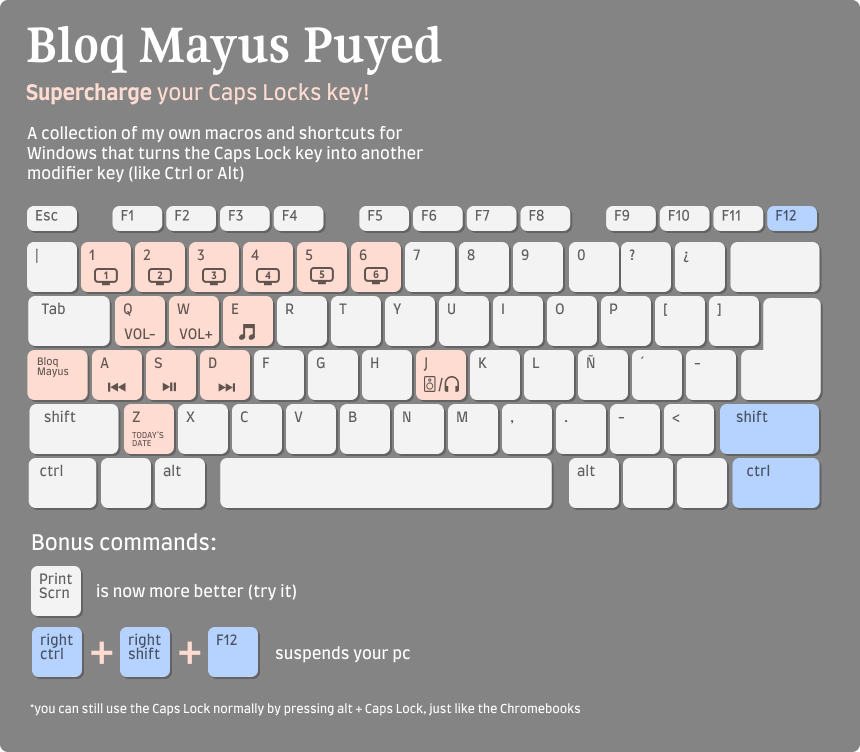 Bloq Mayus Puyed
Supercharge your Caps Locks key!
A collection of my own macros and shortcuts for
Windows that turns the Caps Lock key into another
modifier key (like Ctrl or Alt)
Esc F1 F2 F3 F4 F5 F6 F7 F8 F9 F10 F11 F12
| 1 2 3 4 5 6 7 8 9 0 ? ¿
1 2 3 4 5 6
Tab Q W E R T Y U I O P [ ]
VOL- VOL+
Bloq A S D F G H J K L Ñ ´ -
Mayus
/
shift Z X C V B N M , . - < shift
TODAY'S
DATE
ctrl alt alt ctrl
Bonus commands:
Print
Scrn
is now more better (try it)
right
ctrl
+
right
shift
+
F12
suspends your pc
*you can still use the Caps Lock normally by pressing alt + Caps Lock, just like the Chromebooks